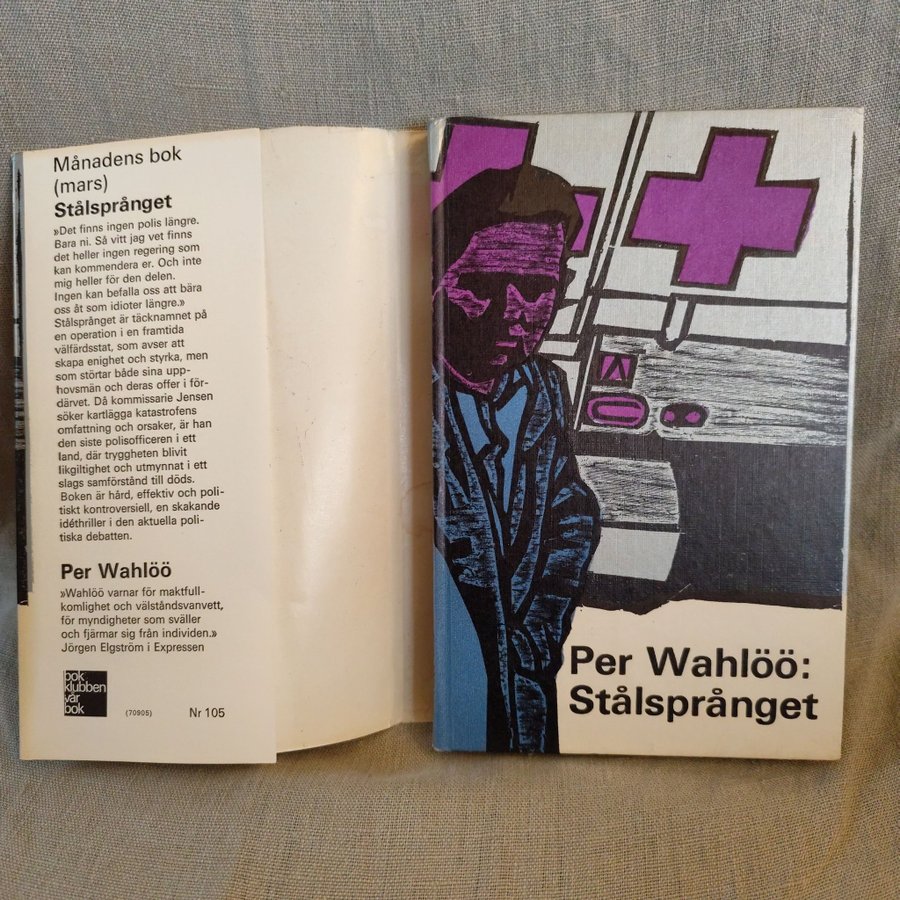 Månadens bok
(mars)
Stålsprånget
»Det finns ingen polis längre.
Bara ni. Så vitt jag vet finns
det heller ingen regering som
kan kommendera er. Och inte
mig heller för den delen.
Ingen kan befalla oss att bära
oss åt som idioter längre.»
Stålsprånget är täcknamnet på
en operation i en framtida
välfärdsstat, som avser att
skapa enighet och styrka, men
som störtar både sina upp-
hovsmän och deras offer i för-
därvet. Då kommissarie Jensen
söker kartlägga katastrofens
omfattning och orsaker, är han
den siste polisofficeren i ett
land, där tryggheten blivit
likgiltighet och utmynnat i ett
slags samförstånd till döds.
Boken är hård, effektiv och poli-
tiskt kontroversiell, en skakande
idéthriller i den aktuella poli-
tiska debatten.
Per Wahlöö
»Wahlöö varnar för maktfull-
komlighet och välståndsvanvett,
för myndigheter som sväller
och fjärmar sig från individen.»
Jörgen Elgström i Expressen
bok
klubben
vår
bok
(70905)
Nr 105
Per Wahlöö:
Stålsprånget